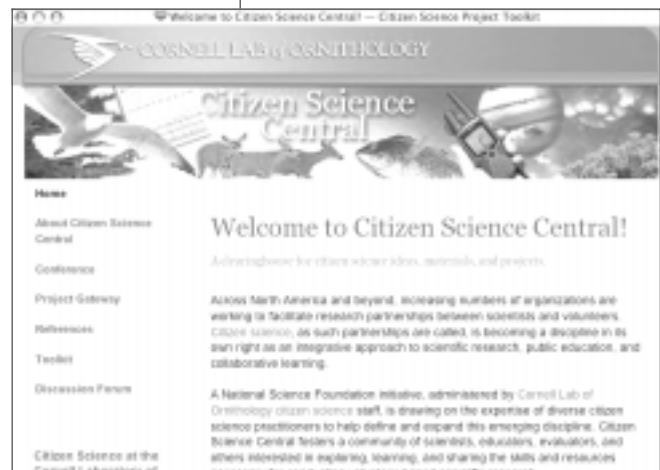 Welcome to Citizen Science Central! — Citizen Science Project Toolkit
CORNELL LAB of ORNITHOLOGY
Citizen Science
Central
Home
About Citizen Science
Central
Conference
Project Gateway
References
Toolkit
Discussion Forum
Citizen Science at the
Cornell Laboratory of
Welcome to Citizen Science Central!
A clearinghouse for citizen science ideas, materials, and projects.
Across North America and beyond, increasing numbers of organizations are
working to facilitate research partnerships between scientists and volunteers.
Citizen science, as such partnerships are called, is becoming a discipline in its
own right as an integrative approach to scientific research, public education, and
collaborative learning.
A National Science Foundation initiative, administered by Cornell Lab of
Ornithology citizen science staff, is drawing on the expertise of diverse citizen
science practitioners to help define and expand this emerging discipline. Citizen
Science Central fosters a community of scientists, educators, evaluators, and
others interested in exploring, learning, and sharing the skills and resources